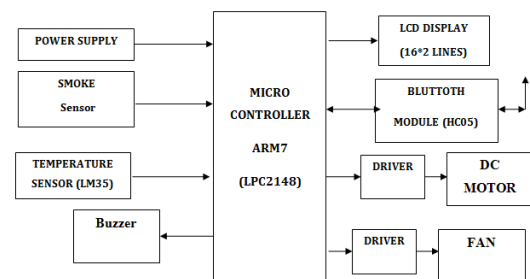 POWER SUPPLY
SMOKE
Sensor
TEMPERATURE
SENSOR (LM35)
Buzzer
MICRO
CONTROLLER
ARM7
(LPC2148)
LCD DISPLAY
(16*2 LINES)
BLUTTOTH
MODULE (HC05)
DRIVER
DC
MOTOR
DRIVER
FAN